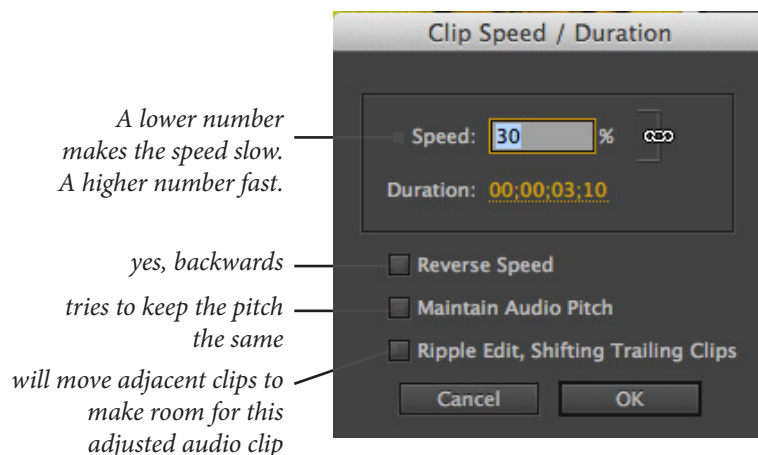 Clip Speed / Duration
A lower number
makes the speed slow.
A higher number fast.
Speed: 30 %
Duration: 00;00;03;10
yes, backwards
Reverse Speed
tries to keep the pitch
the same
Maintain Audio Pitch
will move adjacent clips to
make room for this
adjusted audio clip
Ripple Edit, Shifting Trailing Clips
Cancel OK